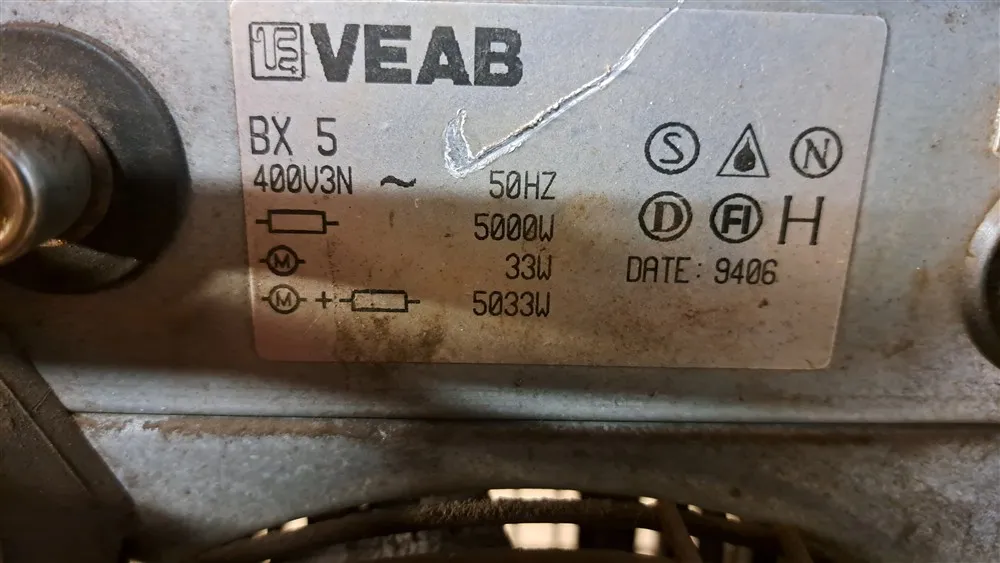 VEAB
BX 5
400V3N ~ 50HZ
5000W
M 33W
M + 5033W
S N
D FI H
DATE: 9406